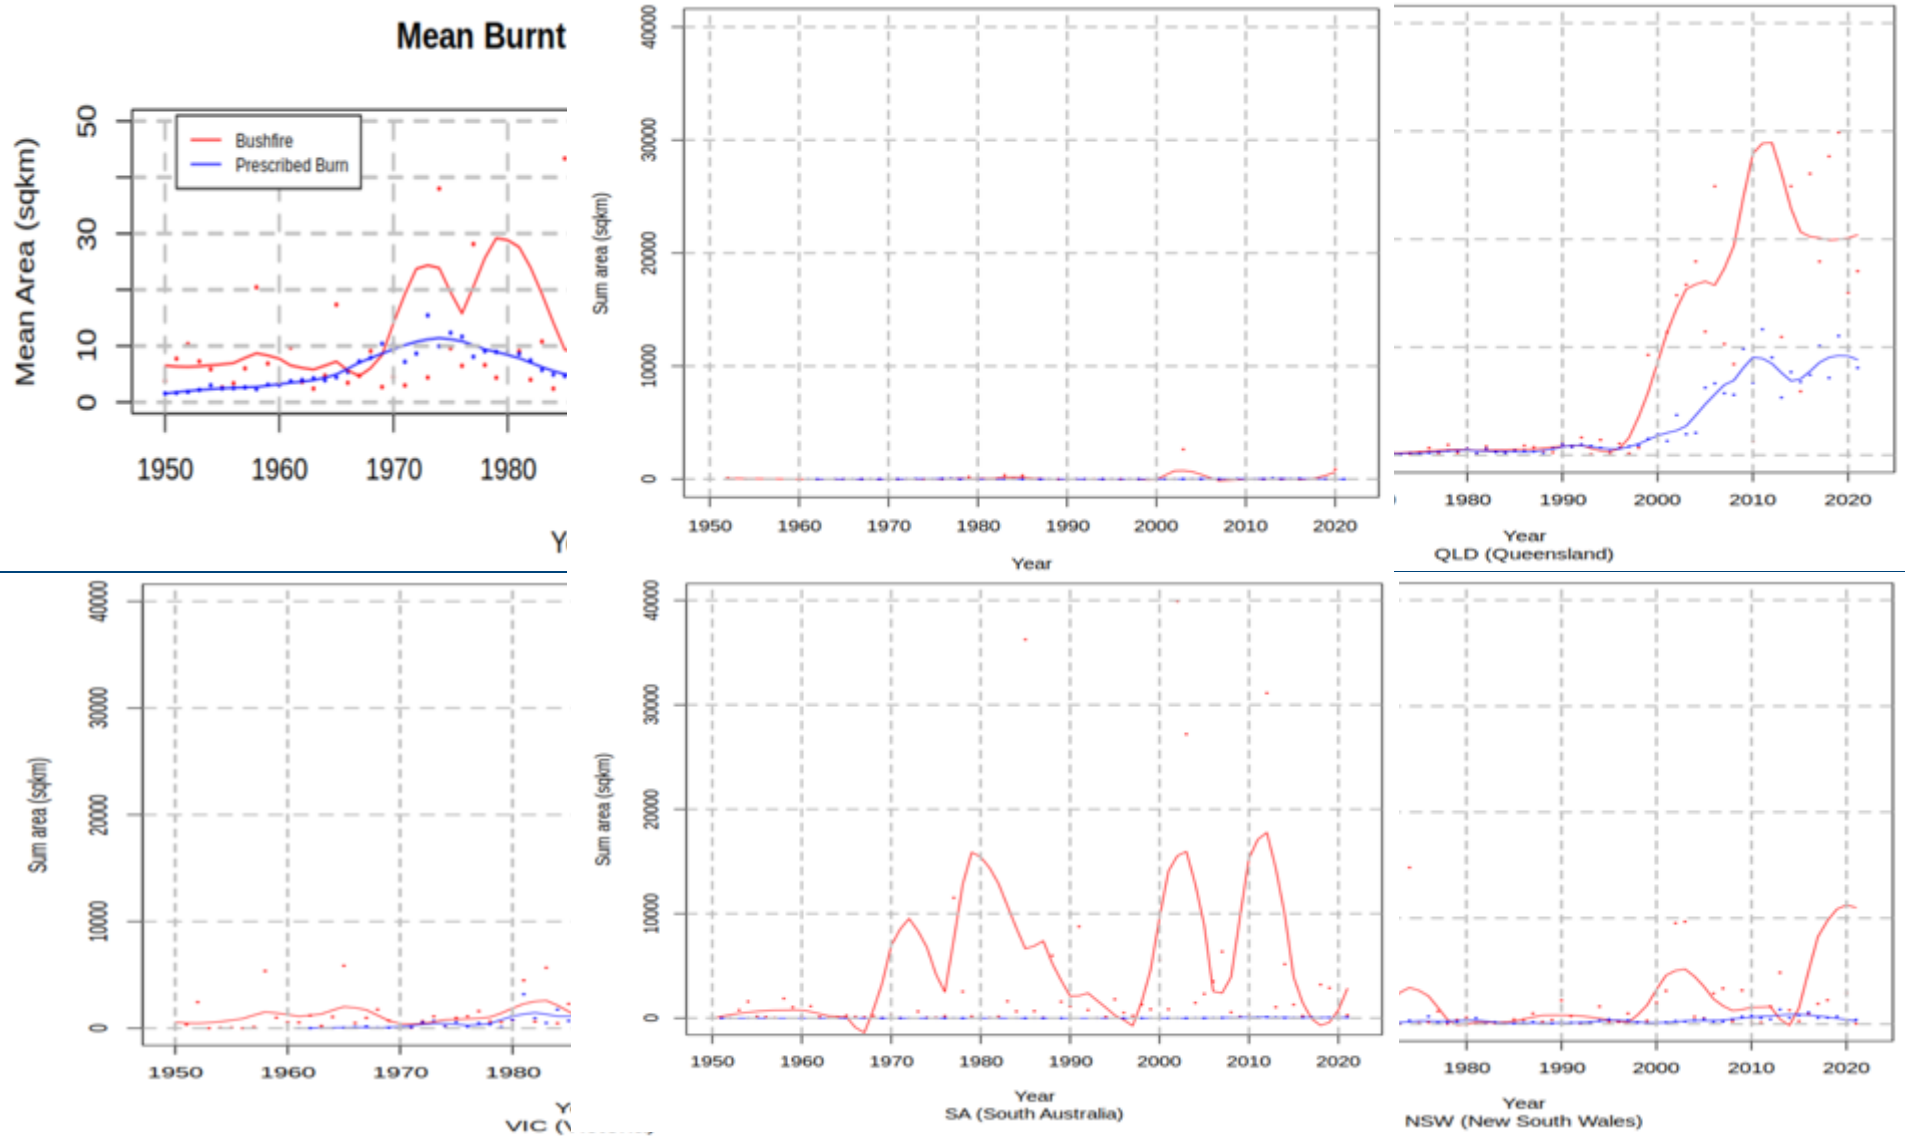 Mean Burnt
Mean Area (sqkm)
50
30
10
0
Bushfire
Prescribed Burn
1950 1960 1970 1980
Sum area (sqkm)
40000
30000
20000
10000
0
1950 1960 1970 1980 1990 2000 2010 2020
Year
1980 1990 2000 2010 2020
Year
QLD (Queensland)
Sum area (sqkm)
40000
30000
20000
10000
0
1950 1960 1970 1980
VIC (
Sum area (sqkm)
40000
30000
20000
10000
0
1950 1960 1970 1980 1990 2000 2010 2020
Year
SA (South Australia)
1980 1990 2000 2010 2020
Year
NSW (New South Wales)